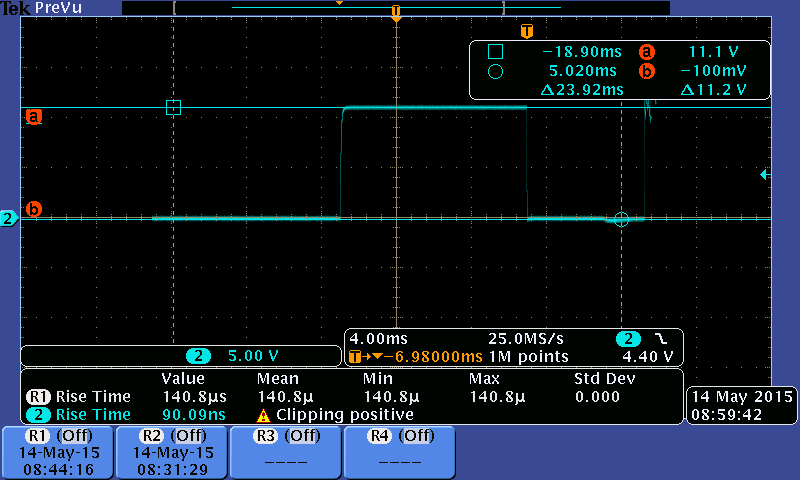 Tek PreVu
T
T
−18.90ms a 11.1 V
5.020ms b −100mV
Δ23.92ms Δ11.2 V
a
b
2
2 5.00 V
4.00ms 25.0MS/s 2
T→▼−6.98000ms 1M points 4.40 V
Value Mean Min Max Std Dev
R1 Rise Time 140.8µs 140.8µ 140.8µ 140.8µ 0.000
2 Rise Time 90.09ns Clipping positive
14 May 2015
08:59:42
R1 (Off)
14-May-15
08:44:16
R2 (Off)
14-May-15
08:31:29
R3 (Off)
----
R4 (Off)
----